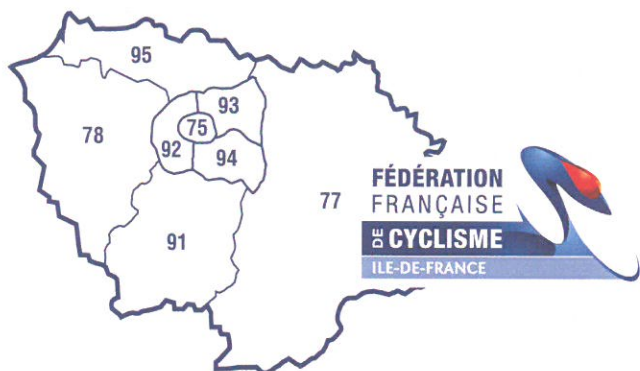 95
93
75
78
92
94
77
91
FÉDÉRATION
FRANÇAISE
DE CYCLISME
ILE-DE-FRANCE